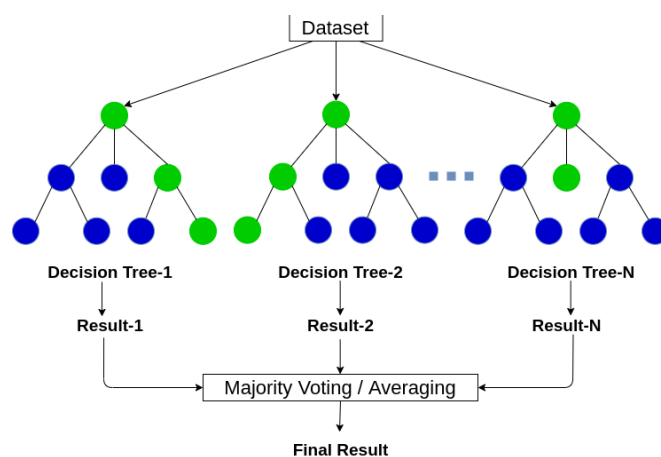 Dataset
Decision Tree-1
Decision Tree-2
Decision Tree-N
Result-1
Result-2
Result-N
Majority Voting / Averaging
Final Result